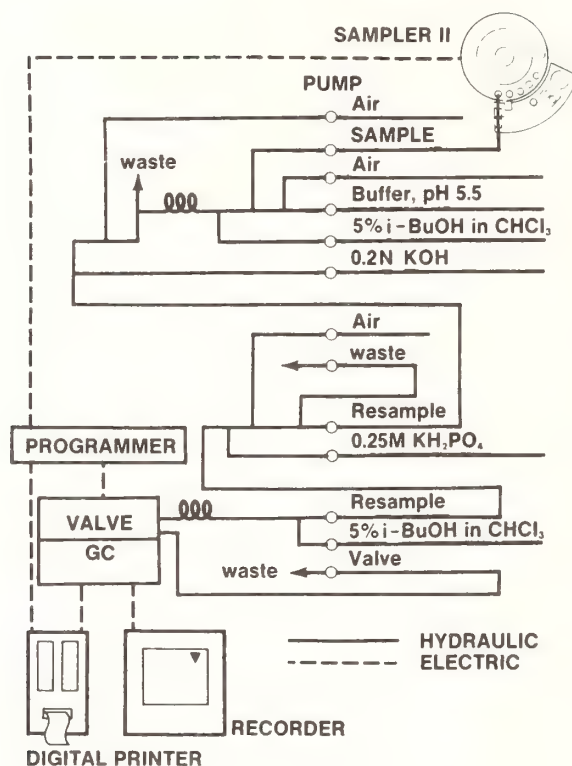 SAMPLER II
PUMP
Air
SAMPLE
waste
Air
Buffer, pH 5.5
5% i-BuOH in CHCl₃
0.2N KOH
Air
waste
Resample
0.25M KH₂PO₄
PROGRAMMER
Resample
VALVE
5% i-BuOH in CHCl₃
GC
waste
Valve
HYDRAULIC
ELECTRIC
RECORDER
DIGITAL PRINTER